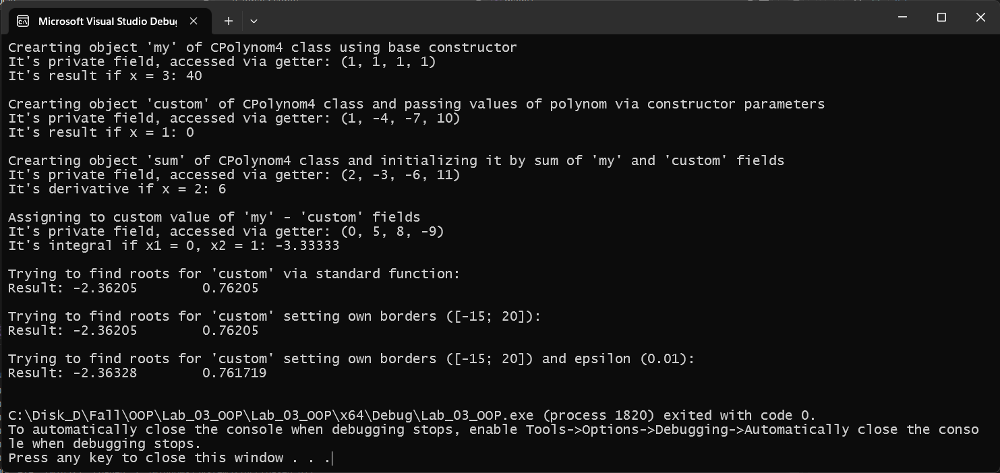 Microsoft Visual Studio Debu
Crearting object 'my' of CPolynom4 class using base constructor
It's private field, accessed via getter: (1, 1, 1, 1)
It's result if x = 3: 40
Crearting object 'custom' of CPolynom4 class and passing values of polynom via constructor parameters
It's private field, accessed via getter: (1, -4, -7, 10)
It's result if x = 1: 0
Crearting object 'sum' of CPolynom4 class and initializing it by sum of 'my' and 'custom' fields
It's private field, accessed via getter: (2, -3, -6, 11)
It's derivative if x = 2: 6
Assigning to custom value of 'my' - 'custom' fields
It's private field, accessed via getter: (0, 5, 8, -9)
It's integral if x1 = 0, x2 = 1: -3.33333
Trying to find roots for 'custom' via standard function:
Result: -2.36205        0.76205
Trying to find roots for 'custom' setting own borders ([-15; 20]):
Result: -2.36205        0.76205
Trying to find roots for 'custom' setting own borders ([-15; 20]) and epsilon (0.01):
Result: -2.36328        0.761719
C:\Disk_D\Fall\OOP\Lab_03_OOP\Lab_03_OOP\x64\Debug\Lab_03_OOP.exe (process 1820) exited with code 0.
To automatically close the console when debugging stops, enable Tools->Options->Debugging->Automatically close the conso
le when debugging stops.
Press any key to close this window . . .